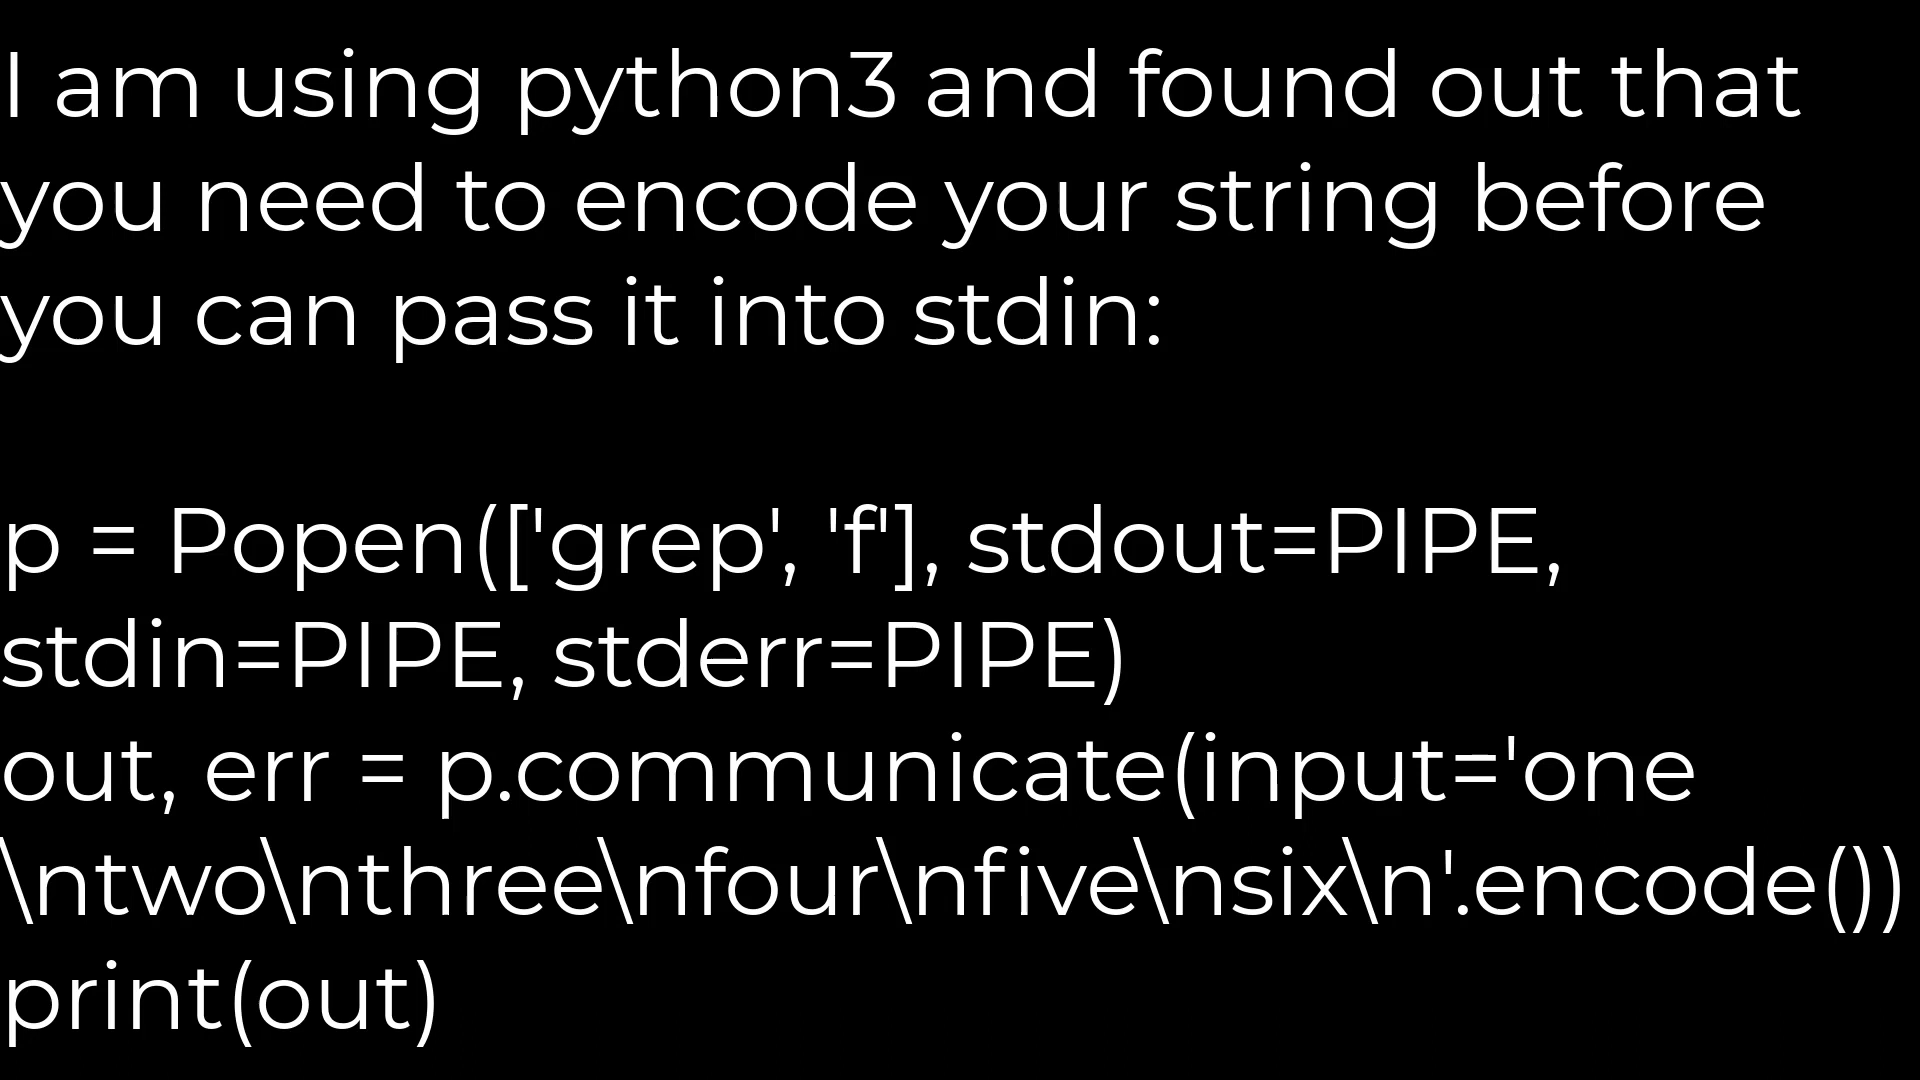 I am using python3 and found out that
you need to encode your string before
you can pass it into stdin:
p = Popen(['grep', 'f'], stdout=PIPE,
stdin=PIPE, stderr=PIPE)
out, err = p.communicate(input='one
\ntwo\nthree\nfour\nfive\nsix\n'.encode())
print(out)